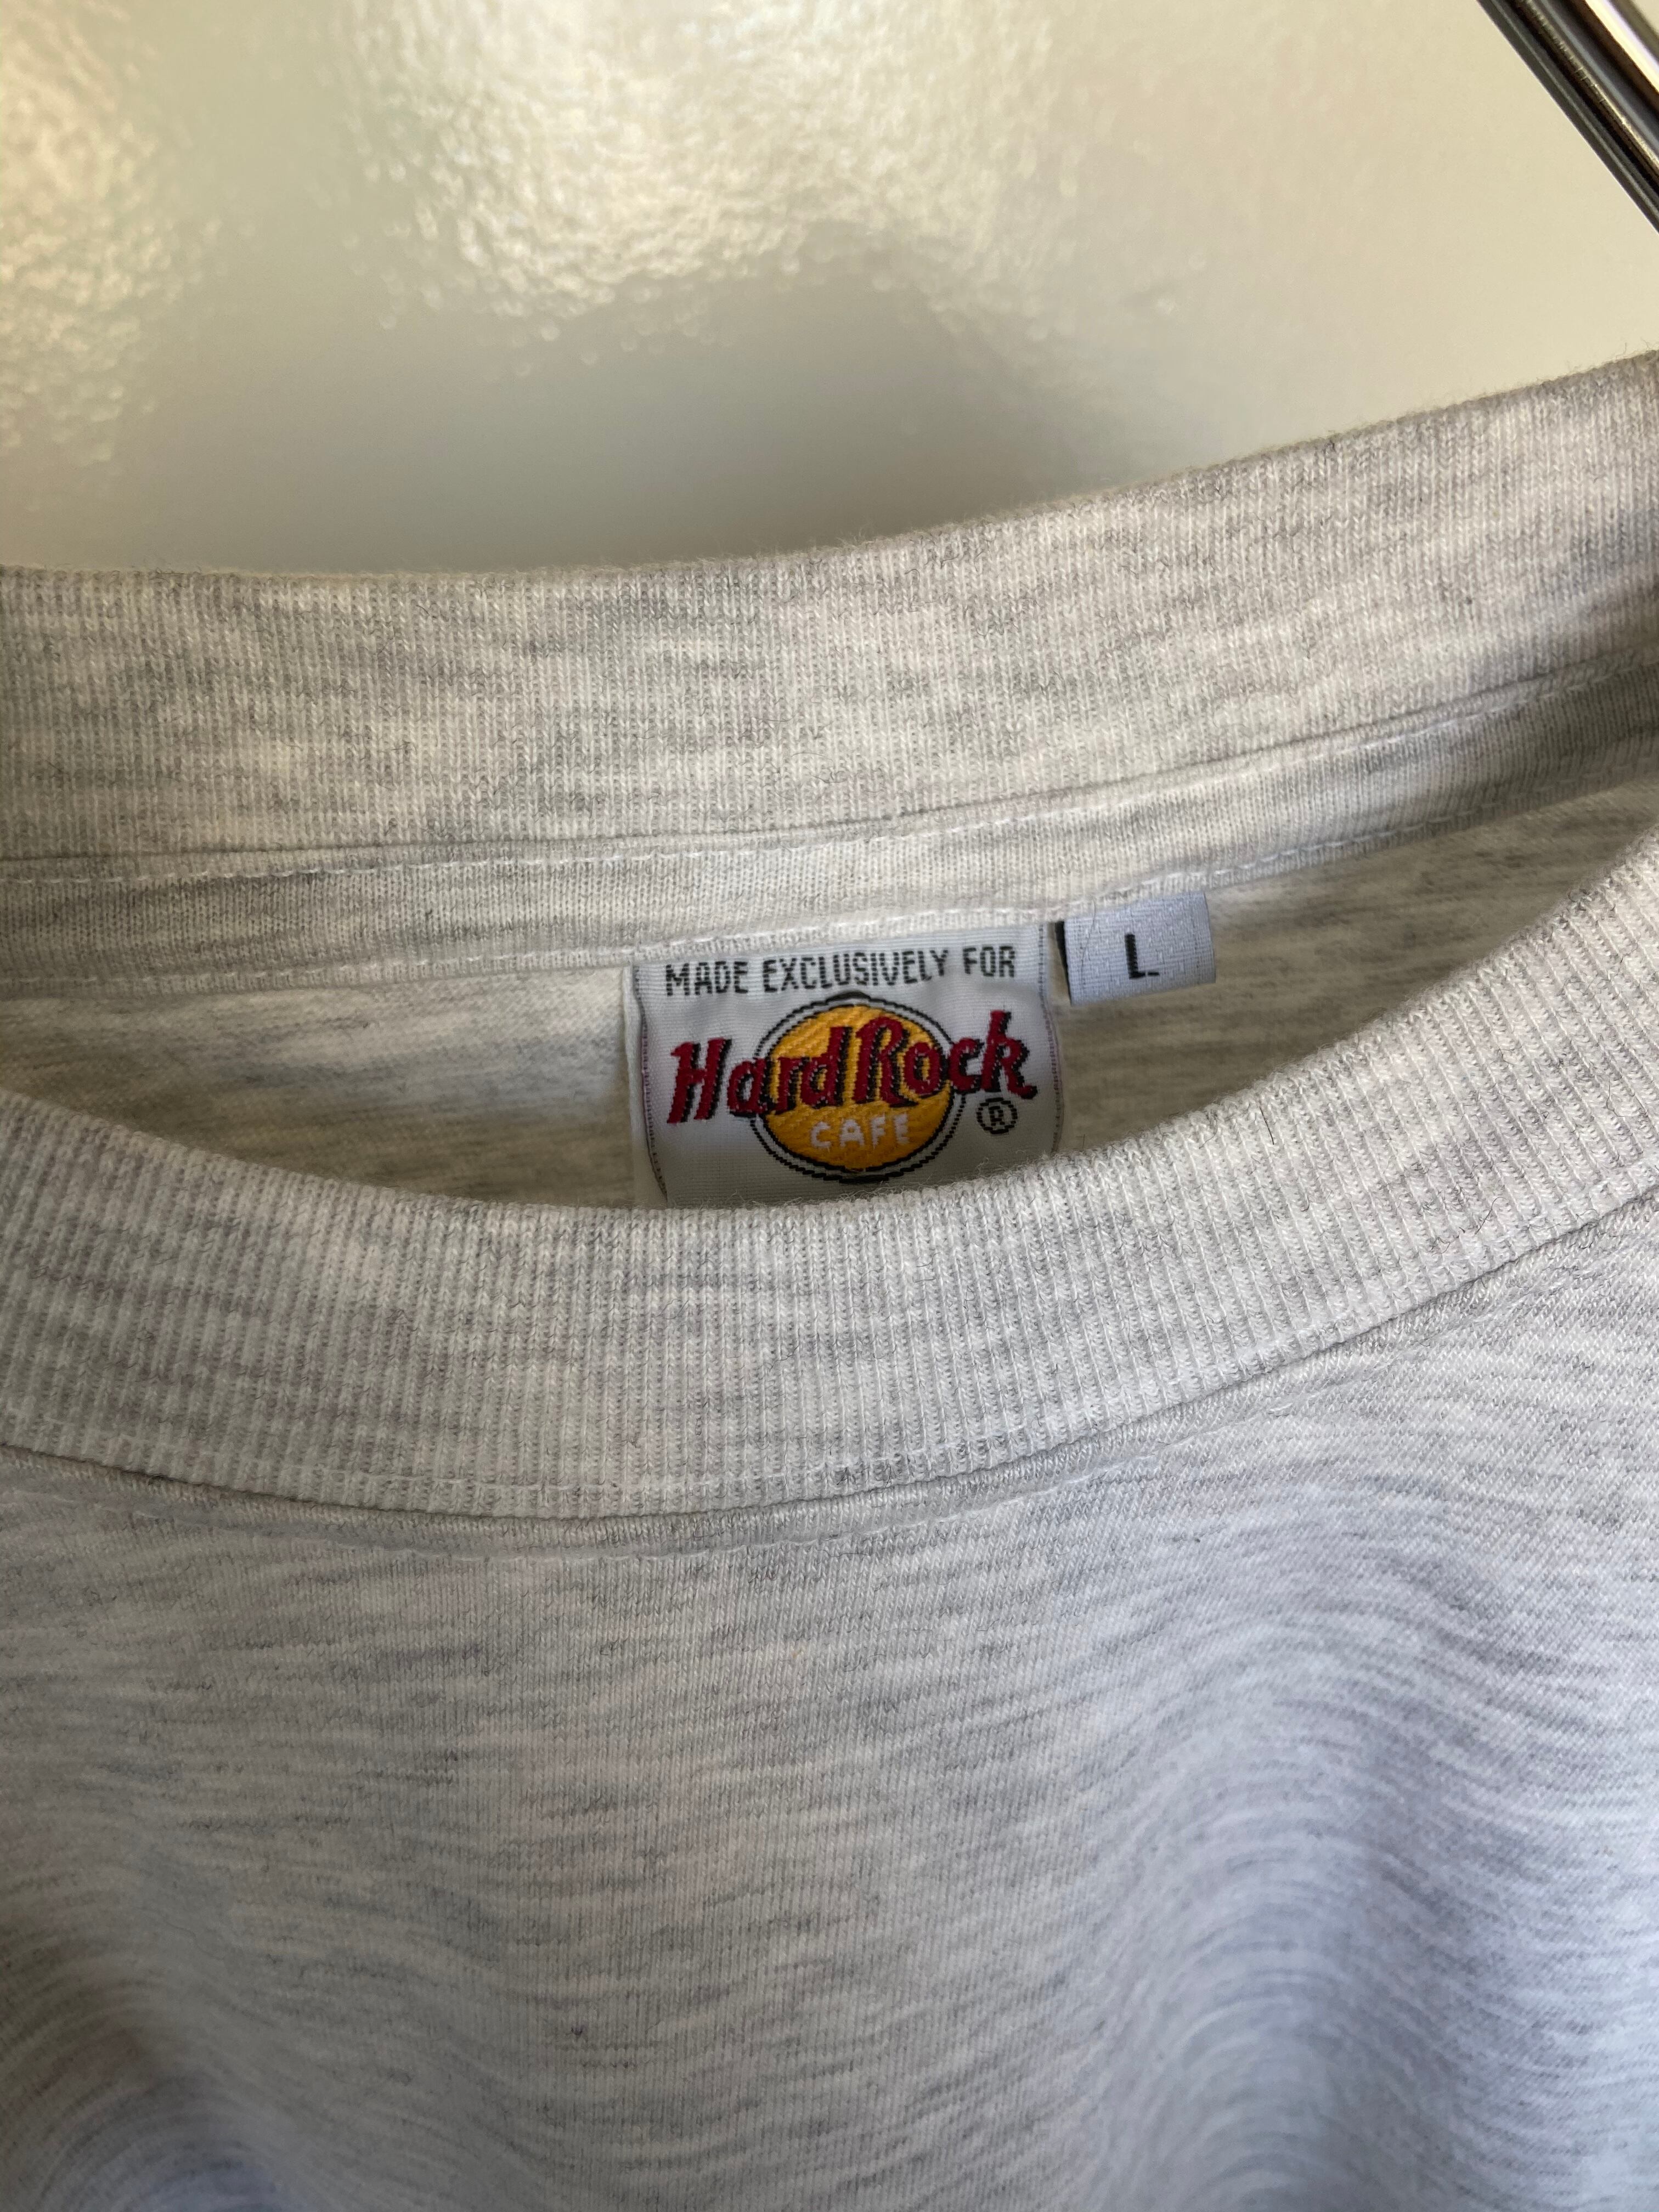 MADE EXCLUSIVELY FOR
L
Hard Rock
®
CAFE